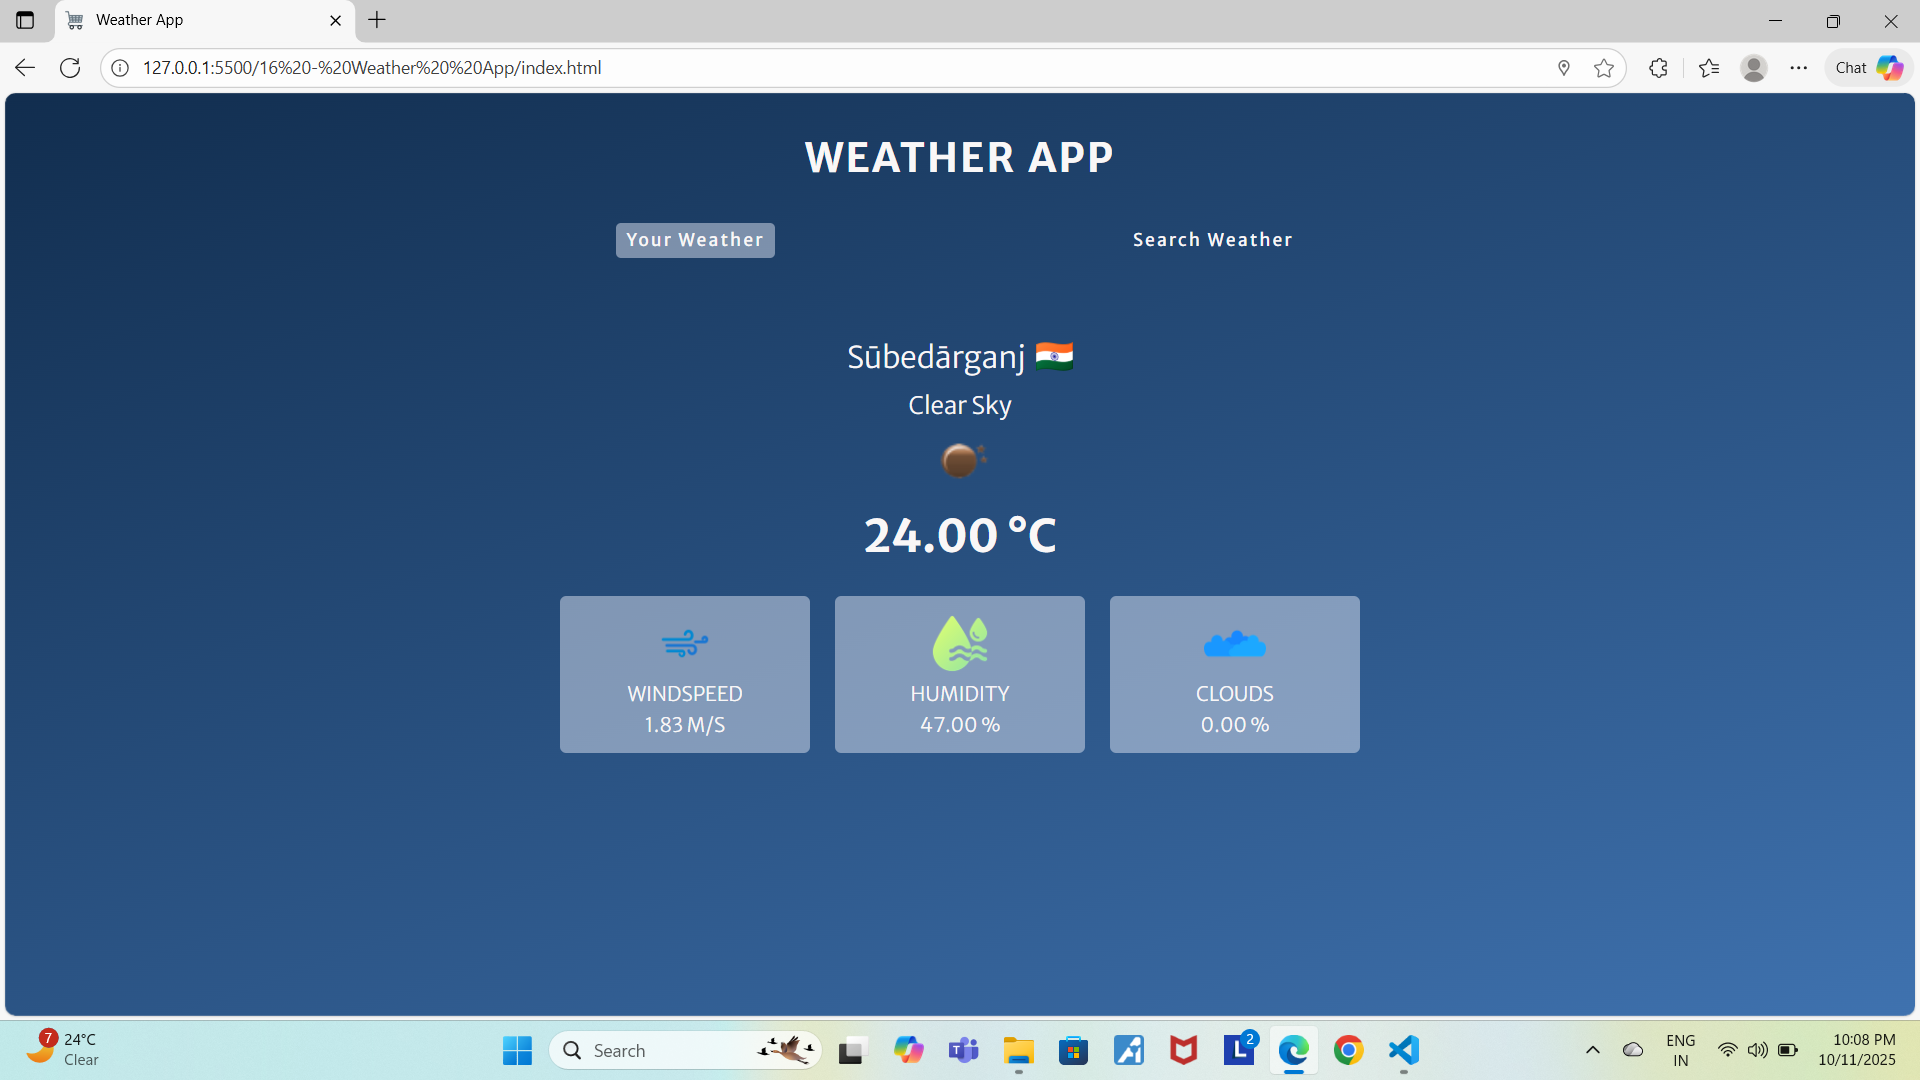 Weather App
127.0.0.1:5500/16%20-%20Weather%20%20App/index.html
Chat
WEATHER APP
Your Weather
Search Weather
Sūbedārganj
Clear Sky
24.00 °C
WINDSPEED
1.83 M/S
HUMIDITY
47.00 %
CLOUDS
0.00 %
7
24°C
Clear
Search
T
L
2
ENG
IN
10:08 PM
10/11/2025